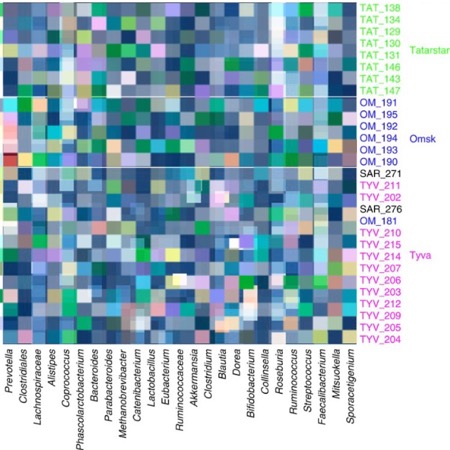 TAT_138
TAT_134
TAT_129
TAT_130
TAT_131 Tatarstar
TAT_146
TAT_143
TAT_147
OM_191
OM_195
OM_192
OM_194 Omsk
OM_193
OM_190
SAR_271
TYV_211
TYV_202
SAR_276
OM_181
TYV_210
TYV_215
TYV_214 Tyva
TYV_207
TYV_206
TYV_203
TYV_212
TYV_209
TYV_205
TYV_204
Prevotella
Clostridiales
Lachnospiraceae
Alistipes
Coprococcus
Phascolarctobacterium
Bacteroides
Parabacteroides
Methanobrevibacter
Catenibacterium
Lactobacillus
Eubacterium
Ruminococcaceae
Akkermansia
Clostridium
Blautia
Dorea
Bifidobacterium
Collinsella
Roseburia
Ruminococcus
Streptococcus
Faecalibacterium
Mitsuokella
Sporacetigenium